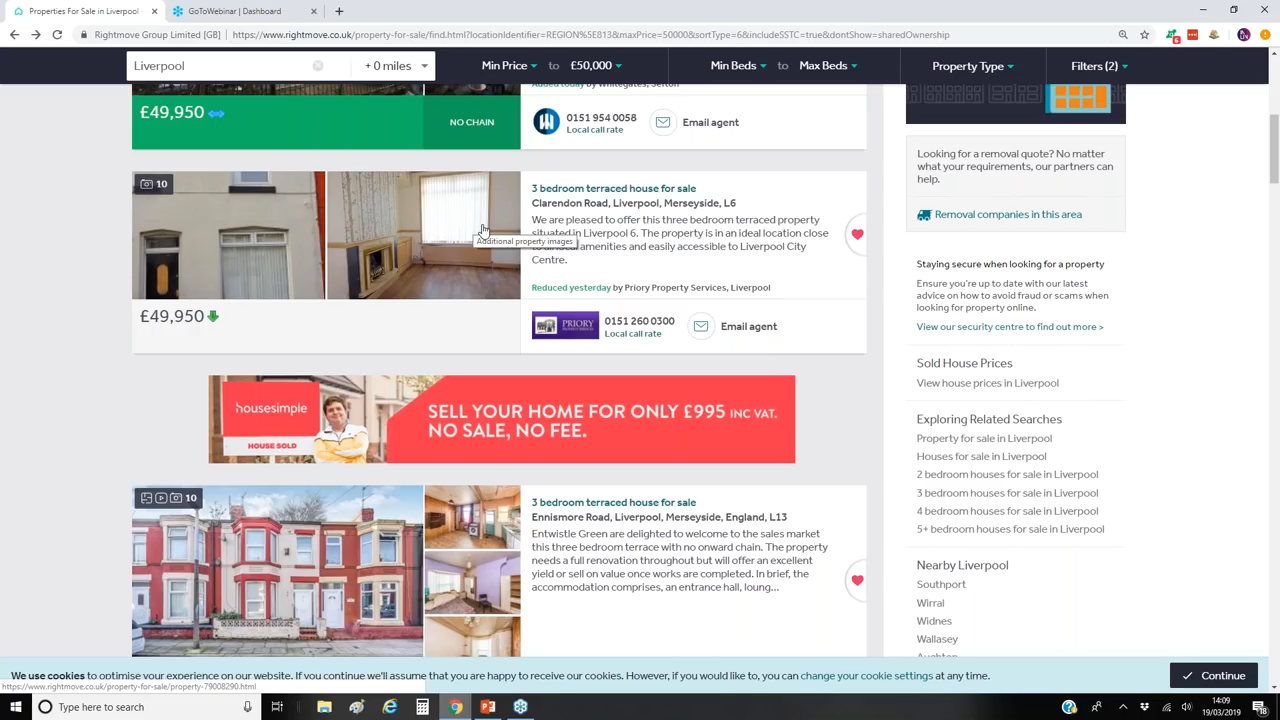 Properties For Sale in Liverpool
GoToWebinar | Dashboard
Rightmove Group Limited [GB] | https://www.rightmove.co.uk/property-for-sale/find.html?locationIdentifier=REGION%5E813&maxPrice=50000&sortType=6&includeSSTC=true&dontShow=sharedOwnership
6
Liverpool
+ 0 miles
Min Price to £50,000
Min Beds to Max Beds
Property Type
Filters (2)
£49,950
NO CHAIN
0151 954 0058
Local call rate
Email agent
10
3 bedroom terraced house for sale
Clarendon Road, Liverpool, Merseyside, L6
We are pleased to offer this three bedroom terraced property
situated in Liverpool 6. The property is in an ideal location close
Additional property images
amenities and easily accessible to Liverpool City
Centre.
Reduced yesterday by Priory Property Services, Liverpool
£49,950
PRIORY
0151 260 0300
Local call rate
Email agent
housesimple
HOUSE SOLD
SELL YOUR HOME FOR ONLY £995 INC VAT.
NO SALE, NO FEE.
10
3 bedroom terraced house for sale
Ennismore Road, Liverpool, Merseyside, England, L13
Entwistle Green are delighted to welcome to the sales market
this three bedroom terrace with no onward chain. The property
needs a full renovation throughout but will offer an excellent
yield or sell on value once works are completed. In brief, the
accommodation comprises, an entrance hall, loung...
Looking for a removal quote? No matter
what your requirements, our partners can
help.
Removal companies in this area
Staying secure when looking for a property
Ensure you're up to date with our latest
advice on how to avoid fraud or scams when
looking for property online.
View our security centre to find out more >
Sold House Prices
View house prices in Liverpool
Exploring Related Searches
Property for sale in Liverpool
Houses for sale in Liverpool
2 bedroom houses for sale in Liverpool
3 bedroom houses for sale in Liverpool
4 bedroom houses for sale in Liverpool
5+ bedroom houses for sale in Liverpool
Nearby Liverpool
Southport
Wirral
Widnes
Wallasey
We use cookies to optimise your experience on our website. If you continue we'll assume that you are happy to receive our cookies. However, if you would like to, you can change your cookie settings at any time.
Continue
https://www.rightmove.co.uk/property-for-sale/property-79008290.html
Type here to search
14:09
19/03/2019
18